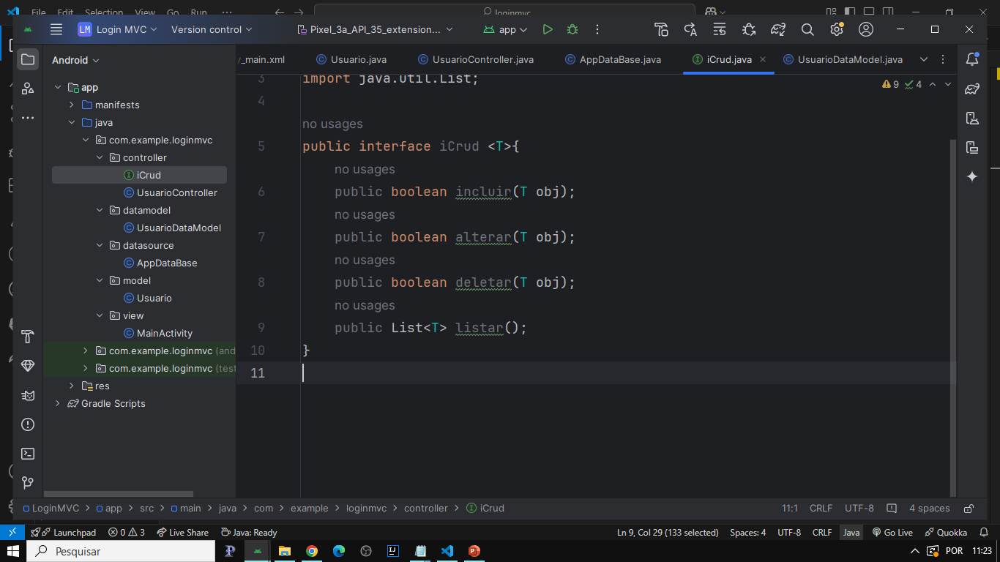 File Edit Selection View Go Run ··· loginmvc
LM Login MVC Version control Pixel_3a_API_35_extension... app
Android
y_main.xml Usuario.java UsuarioController.java AppDataBase.java iCrud.java UsuarioDataModel.java
app
manifests
java
com.example.loginmvc
controller
iCrud
UsuarioController
datamodel
UsuarioDataModel
datasource
AppDataBase
model
Usuario
view
MainActivity
com.example.loginmvc (and
com.example.loginmvc (test
res
Gradle Scripts
9 4
3 import java.util.List;
4
no usages
5 public interface iCrud <T>{
no usages
6 public boolean incluir(T obj);
no usages
7 public boolean alterar(T obj);
no usages
8 public boolean deletar(T obj);
no usages
9 public List<T> listar();
10 }
11
LoginMVC > app > src > main > java > com > example > loginmvc > controller > iCrud 11:1 CRLF UTF-8 4 spaces
Launchpad 0 3 Live Share Java: Ready Ln 9, Col 29 (133 selected) Spaces: 4 UTF-8 CRLF Java Go Live Quokka
Pesquisar POR 11:23